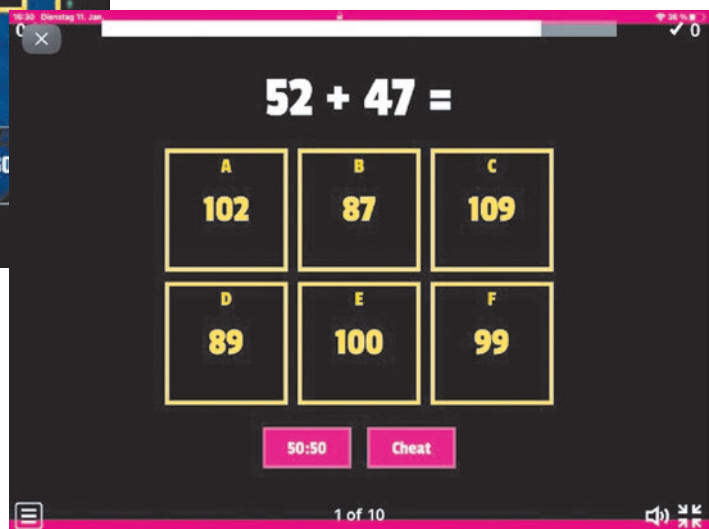 16:30 Dienstag 11. Jan.
36 %
0
✓ 0
52 + 47 =
A
B
C
102
87
109
D
E
F
89
100
99
50:50
Cheat
1 of 10